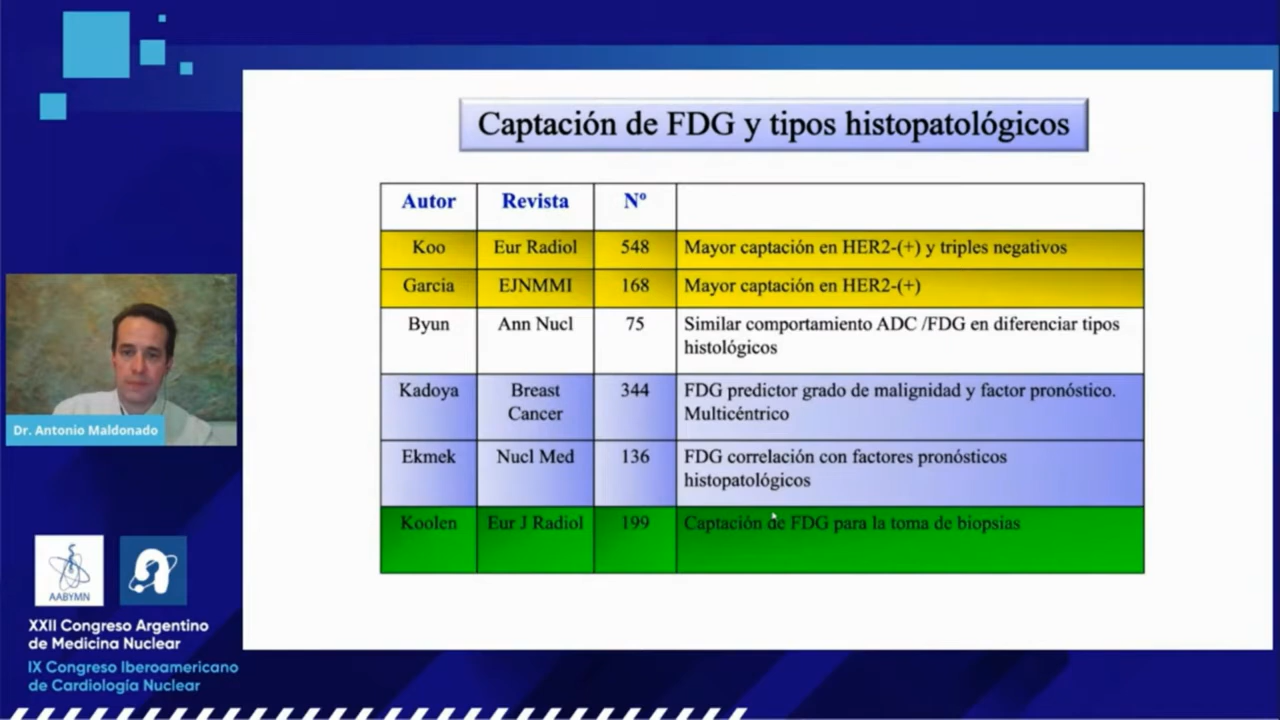 Captación de FDG y tipos histopatológicos
Autor Revista Nº
Koo Eur Radiol 548 Mayor captación en HER2-(+) y triples negativos
Garcia EJNMMI 168 Mayor captación en HER2-(+)
Byun Ann Nucl 75 Similar comportamiento ADC /FDG en diferenciar tipos
histológicos
Kadoya Breast 344 FDG predictor grado de malignidad y factor pronóstico.
Cancer Multicéntrico
Ekmek Nucl Med 136 FDG correlación con factores pronósticos
histopatológicos
Koolen Eur J Radiol 199 Captación de FDG para la toma de biopsias
Dr. Antonio Maldonado
AABYMN
XXII Congreso Argentino
de Medicina Nuclear
IX Congreso Iberoamericano
de Cardiología Nuclear